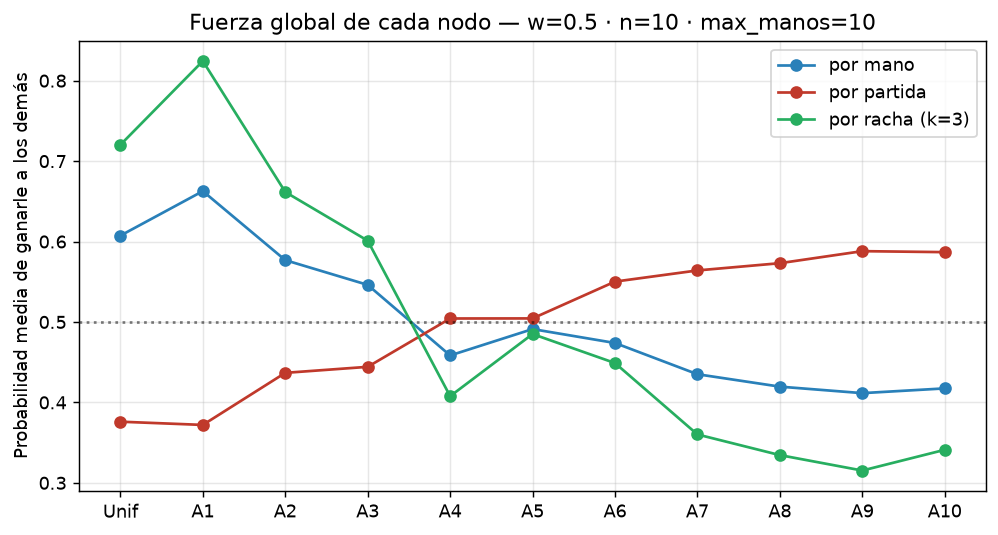 Fuerza global de cada nodo — w=0.5 · n=10 · max_manos=10
Probabilidad media de ganarle a los demás
0.8
0.7
0.6
0.5
0.4
0.3
por mano
por partida
por racha (k=3)
Unif A1 A2 A3 A4 A5 A6 A7 A8 A9 A10